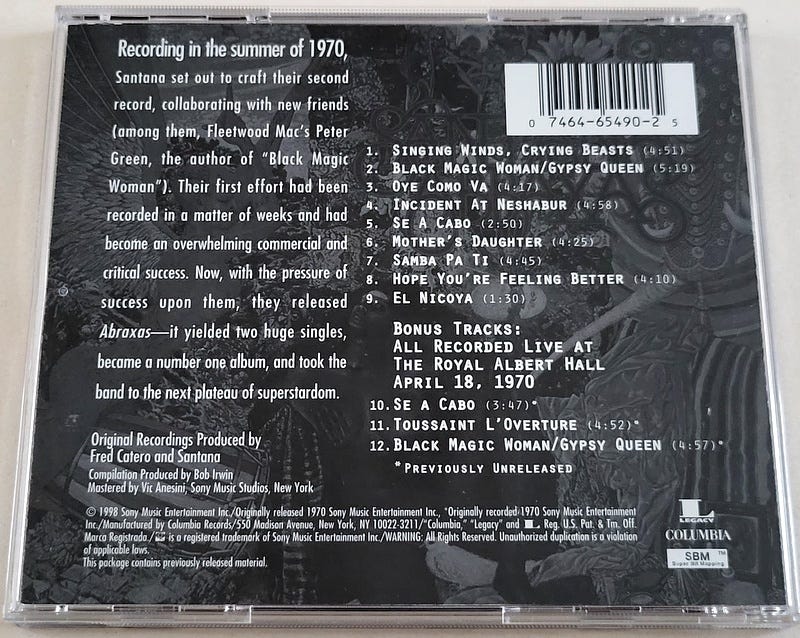 Recording in the summer of 1970,
Santana set out to craft their second
record, collaborating with new friends
(among them, Fleetwood Mac's Peter
Green, the author of "Black Magic
Woman"). Their first effort had been
recorded in a matter of weeks and had
become an overwhelming commercial and
critical success. Now, with the pressure of
success upon them, they released
Abraxas—it yielded two huge singles,
became a number one album, and took the
band to the next plateau of superstardom.
Original Recordings Produced by
Fred Catero and Santana
Compilation Produced by Bob Irwin
Mastered by Vic Anesini, Sony Music Studios, New York
0 7464-65490-2 5
1. Singing Winds, Crying Beasts (4:51)
2. Black Magic Woman/Gypsy Queen (5:19)
3. Oye Como Va (4:17)
4. Incident At Neshabur (4:58)
5. Se A Cabo (2:50)
6. Mother's Daughter (4:25)
7. Samba Pa Ti (4:45)
8. Hope You're Feeling Better (4:10)
9. El Nicoya (1:30)
Bonus Tracks:
All Recorded Live at
The Royal Albert Hall
April 18, 1970
10. Se a Cabo (3:47)*
11. Toussaint L'Overture (4:52)*
12. Black Magic Woman/Gypsy Queen (4:57)*
*Previously Unreleased
© 1998 Sony Music Entertainment Inc./Originally released 1970 Sony Music Entertainment Inc., *Originally recorded 1970 Sony Music Entertainment
Inc./Manufactured by Columbia Records/550 Madison Avenue, New York, NY 10022-3211/"Columbia," "Legacy" and L Reg. U.S. Pat. & Tm. Off.
Marca Registrada./ is a registered trademark of Sony Music Entertainment Inc./WARNING: All Rights Reserved. Unauthorized duplication is a violation
of applicable laws.
This package contains previously released material.
L
LEGACY
COLUMBIA
SBM™
Super Bit Mapping